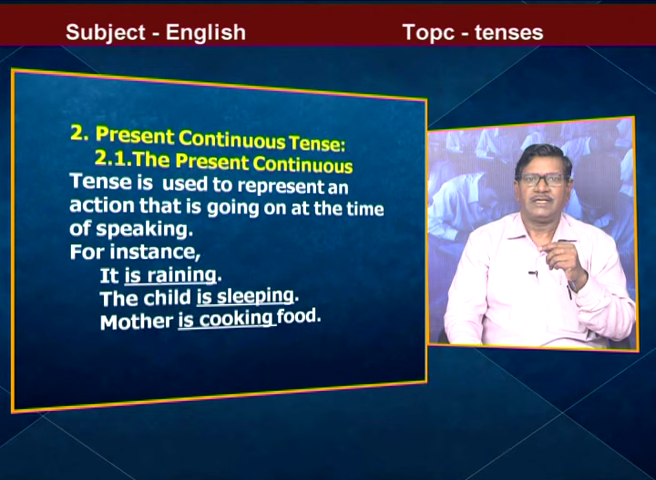 Subject - English
Topc - tenses
2. Present Continuous Tense:
2.1.The Present Continuous
Tense is used to represent an
action that is going on at the time
of speaking.
For instance,
It is raining.
The child is sleeping.
Mother is cooking food.